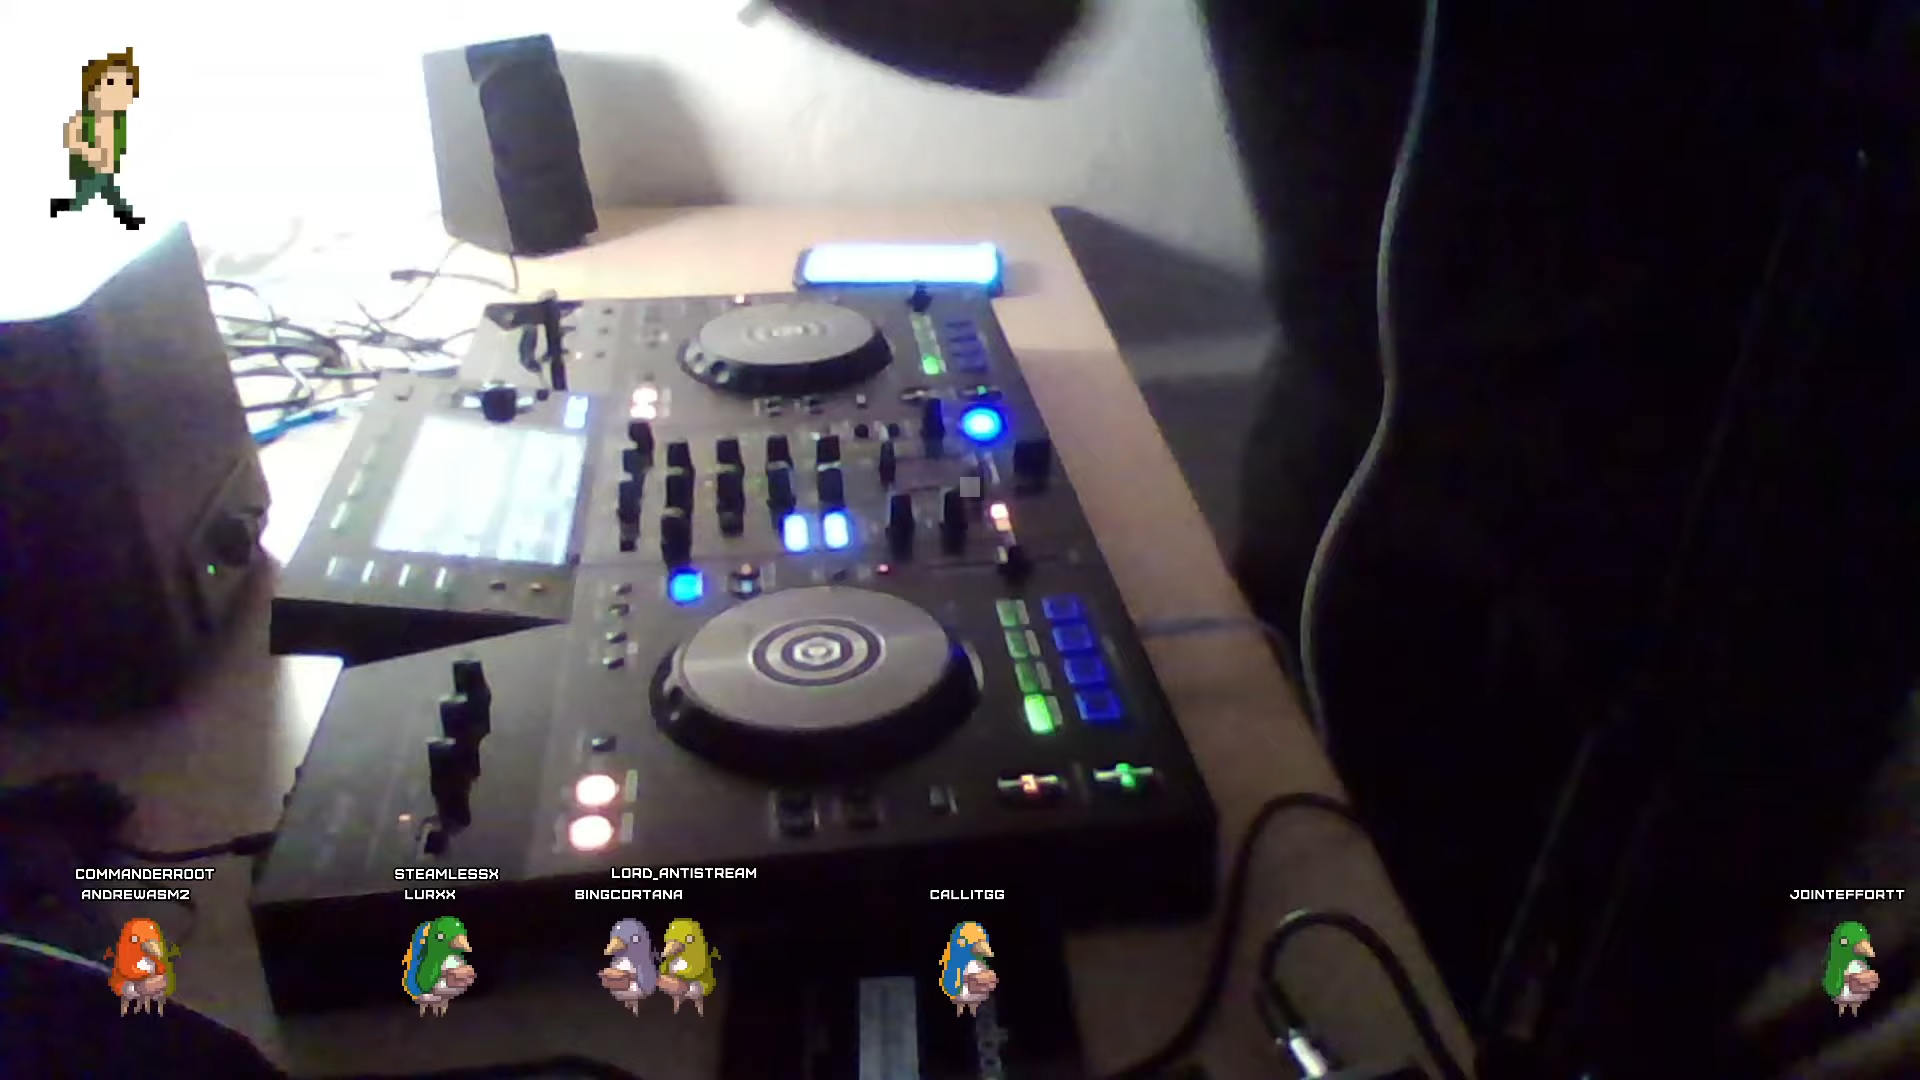 COMMANDERROOT
ANDREWASM2
STEAMLESSX
LURXX
LORD_ANTISTREAM
BINGCORTANA
CALLITGG
JOINTEFFORTT